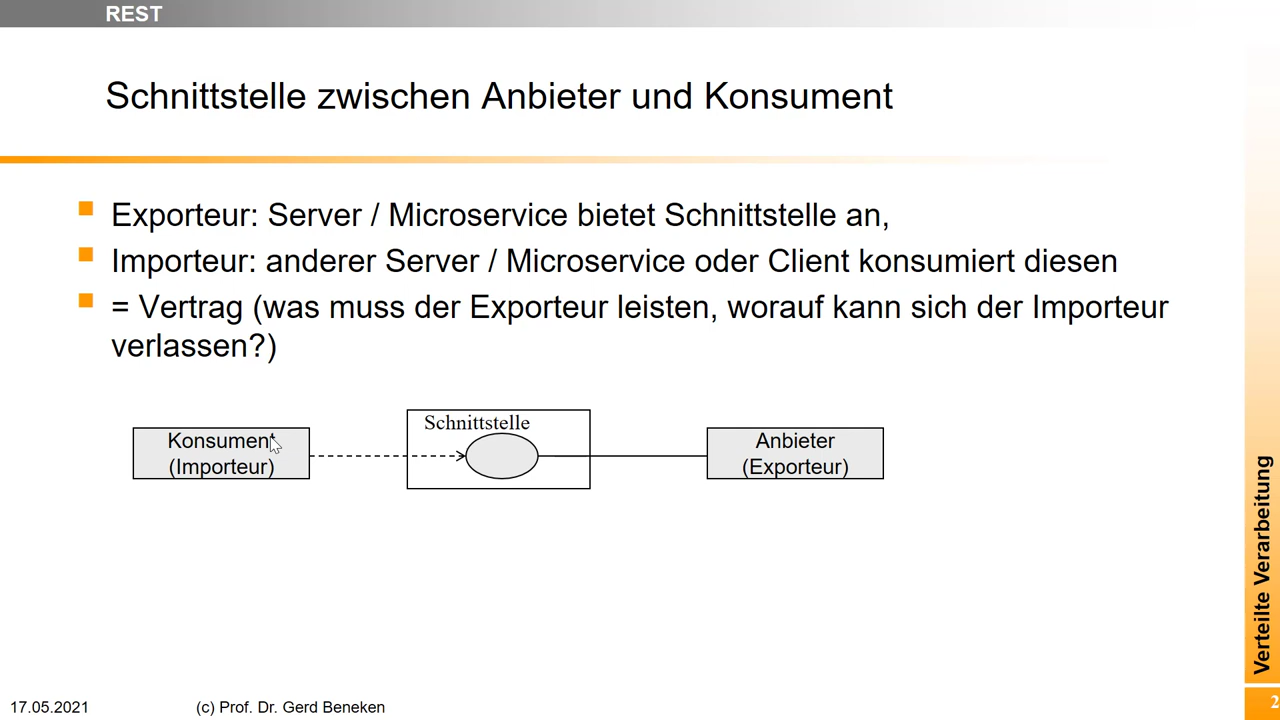 REST
Schnittstelle zwischen Anbieter und Konsument
Exporteur: Server / Microservice bietet Schnittstelle an,
Importeur: anderer Server / Microservice oder Client konsumiert diesen
= Vertrag (was muss der Exporteur leisten, worauf kann sich der Importeur
verlassen?)
Konsument
(Importeur)
Schnittstelle
Anbieter
(Exporteur)
Verteilte Verarbeitung
17.05.2021
(c) Prof. Dr. Gerd Beneken
2